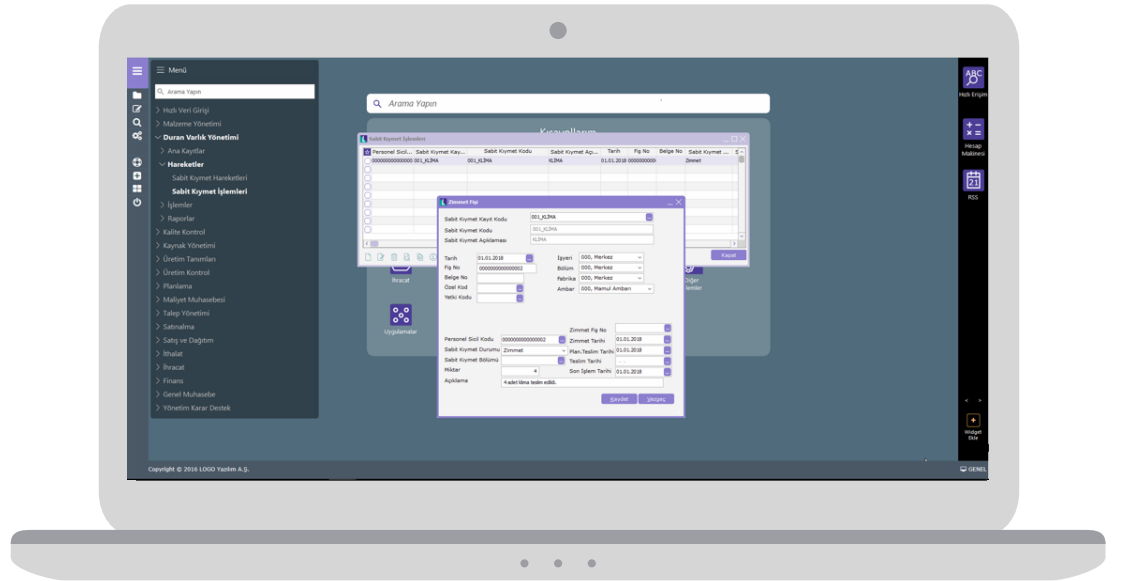 Menü
Arama Yapın
Hızlı Veri Girişi
Malzeme Yönetimi
Duran Varlık Yönetimi
Ana Kayıtlar
Hareketler
Sabit Kıymet Hareketleri
Sabit Kıymet İşlemleri
İşlemler
Raporlar
Kalite Kontrol
Kaynak Yönetimi
Üretim Tanımları
Üretim Kontrol
Planlama
Maliyet Muhasebesi
Talep Yönetimi
Satınalma
Satış ve Dağıtım
İthalat
İhracat
Finans
Genel Muhasebe
Yönetim Karar Destek
Arama Yapın
Sabit Kıymet İşlemleri
Personel Sicil... Sabit Kıymet Kay... Sabit Kıymet Kodu Sabit Kıymet Açı... Tarih Fiş No Belge No Sabit Kıymet ... S
000000000000000 001_KLİMA 001_KLİMA KLİMA 01.01.2018 0000000000 Zimmet
Kapat
Zimmet Fişi
Sabit Kıymet Kayıt Kodu 001_KLİMA
Sabit Kıymet Kodu 001_KLİMA
Sabit Kıymet Açıklaması KLİMA
Tarih 01.01.2018 İşyeri 000, Merkez
Fiş No 0000000000000002 Bölüm 000, Merkez
Belge No Fabrika 000, Merkez
Özel Kod Ambar 000, Mamul Ambarı
Yetki Kodu
Zimmet Fiş No
Personel Sicil Kodu 0000000000000002 Zimmet Tarihi 01.01.2018
Sabit Kıymet Durumu Zimmet Plan.Teslim Tarihi 01.01.2018
Sabit Kıymet Bölümü Teslim Tarihi . .
Miktar 4 Son İşlem Tarihi 01.01.2018
Açıklama 4 adet klima teslim edildi.
Kaydet Vazgeç
İhracat
Diğer
Uygulamalar
ABC
Hızlı Erişim
Hesap
Makinesi
21
RSS
< >
Widget
Ekle
Copyright © 2016 LOGO Yazılım A.Ş.
GENEL